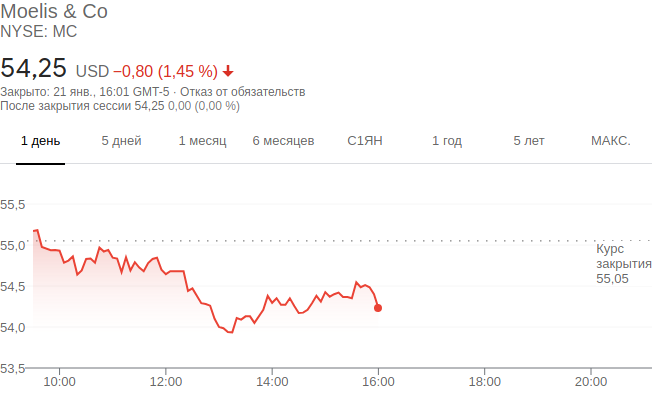 Moelis & Co
NYSE: MC
54,25 USD −0,80 (1,45 %)
Закрыто: 21 янв., 16:01 GMT-5 · Отказ от обязательств
После закрытия сессии 54,25 0,00 (0,00 %)
1 день 5 дней 1 месяц 6 месяцев С1ЯН 1 год 5 лет МАКС.
55,5
55,0
Курс
закрытия
55,05
54,5
54,0
53,5
10:00 12:00 14:00 16:00 18:00 20:00